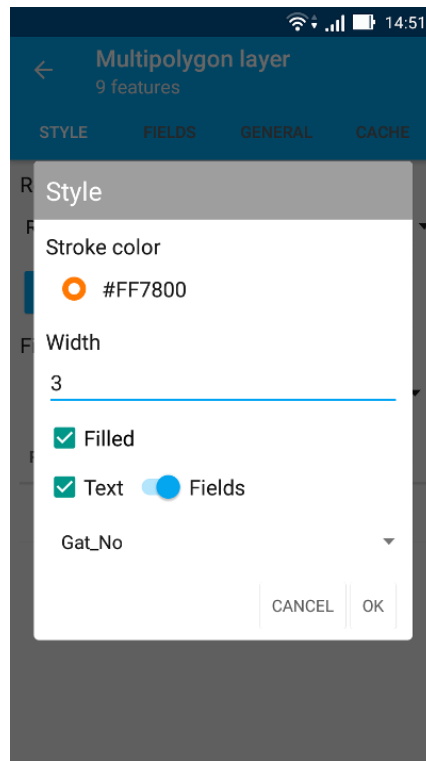 14:51
Multipolygon layer
9 features
STYLE FIELDS GENERAL CACHE
R
Style
R
Stroke color
#FF7800
Fi
Width
3
Filled
Text Fields
Gat_No
CANCEL OK